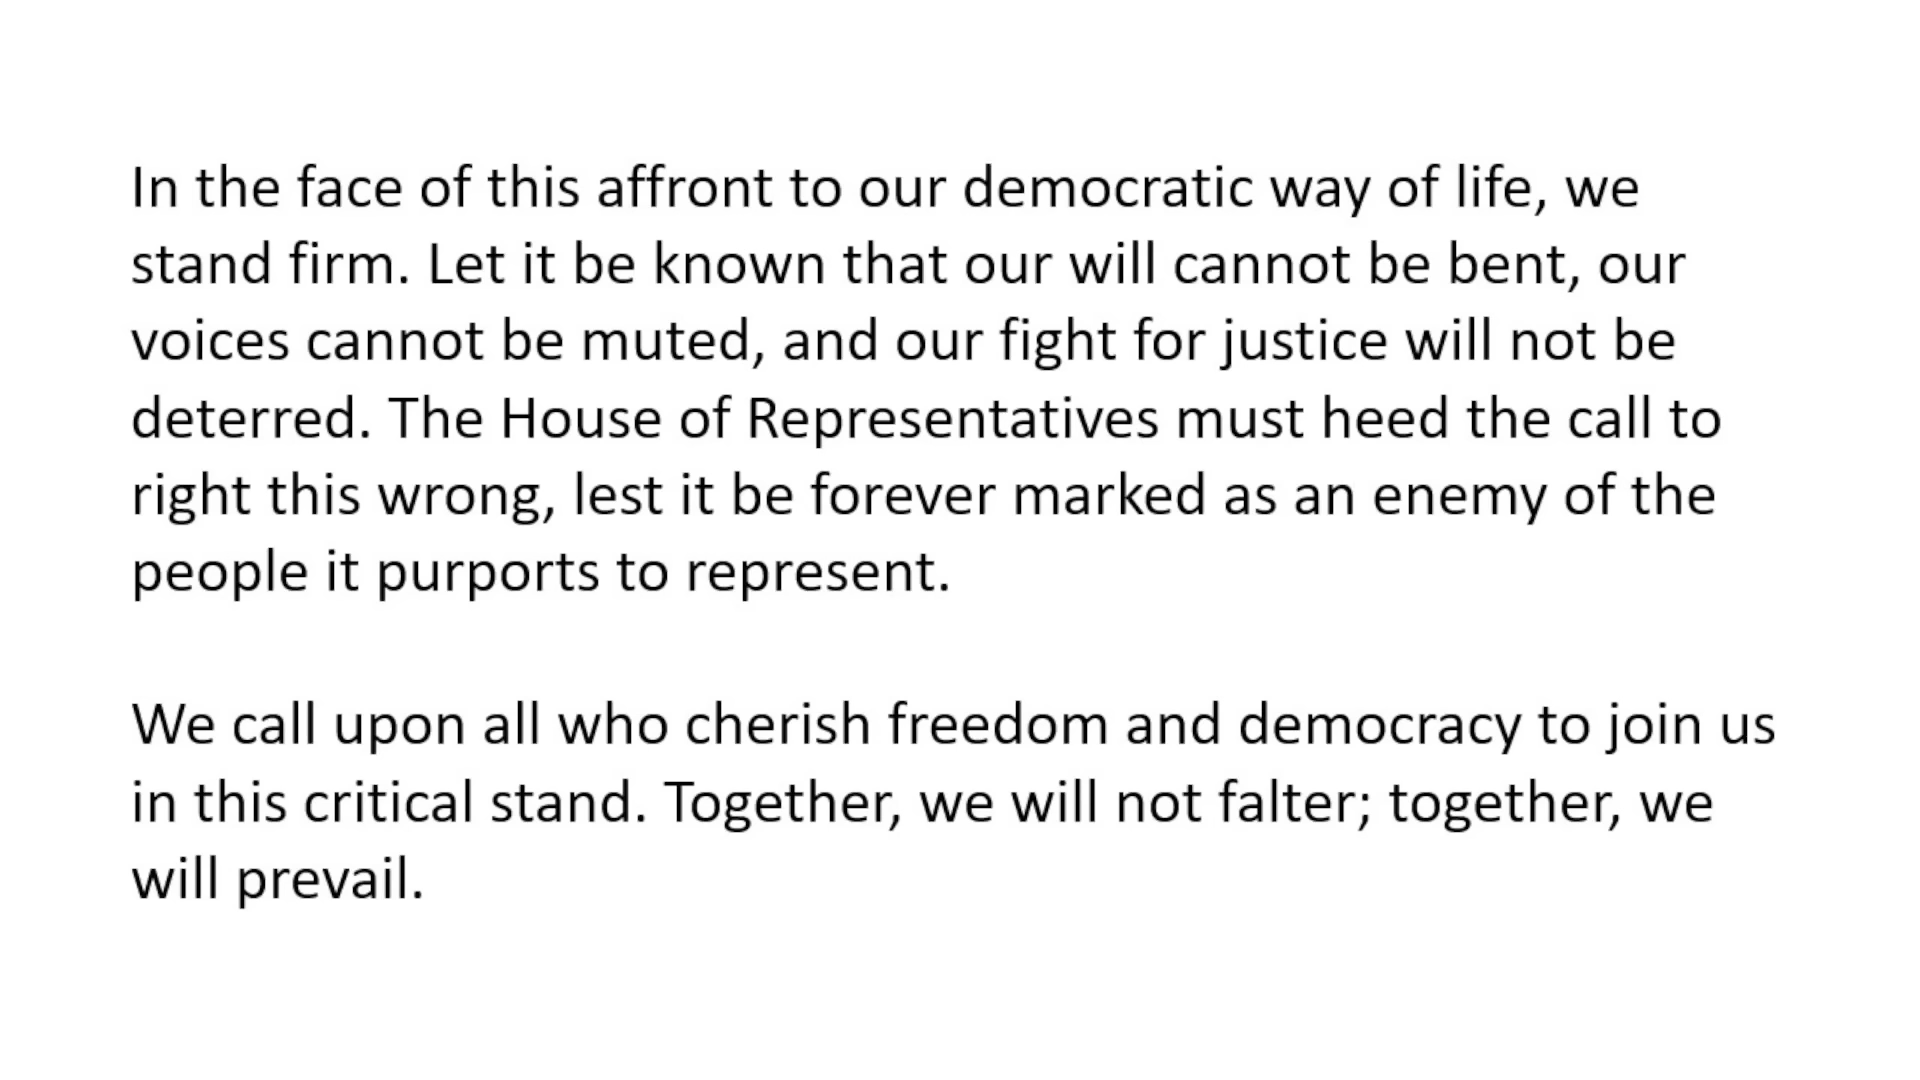 In the face of this affront to our democratic way of life, we
stand firm. Let it be known that our will cannot be bent, our
voices cannot be muted, and our fight for justice will not be
deterred. The House of Representatives must heed the call to
right this wrong, lest it be forever marked as an enemy of the
people it purports to represent.
We call upon all who cherish freedom and democracy to join us
in this critical stand. Together, we will not falter; together, we
will prevail.